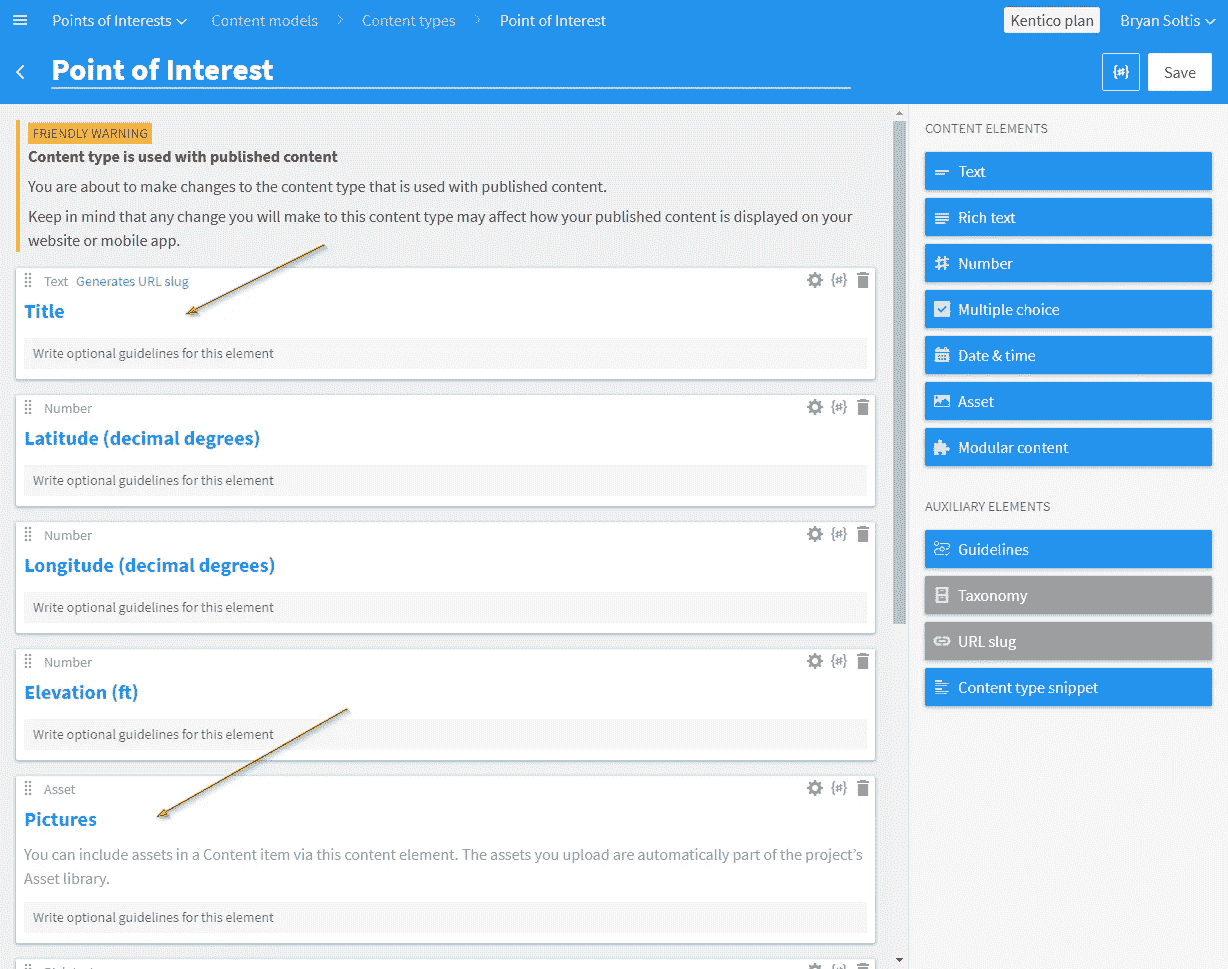 Points of Interests Content models Content types Point of Interest Kentico plan Bryan Soltis
Point of Interest {#} Save
FRIENDLY WARNING
Content type is used with published content
You are about to make changes to the content type that is used with published content.
Keep in mind that any change you will make to this content type may affect how your published content is displayed on your
website or mobile app.
Text Generates URL slug {#}
Title
Write optional guidelines for this element
Number {#}
Latitude (decimal degrees)
Write optional guidelines for this element
Number {#}
Longitude (decimal degrees)
Write optional guidelines for this element
Number {#}
Elevation (ft)
Write optional guidelines for this element
Asset {#}
Pictures
You can include assets in a Content item via this content element. The assets you upload are automatically part of the project's
Asset library.
Write optional guidelines for this element
CONTENT ELEMENTS
Text
Rich text
Number
Multiple choice
Date & time
Asset
Modular content
AUXILIARY ELEMENTS
Guidelines
Taxonomy
URL slug
Content type snippet